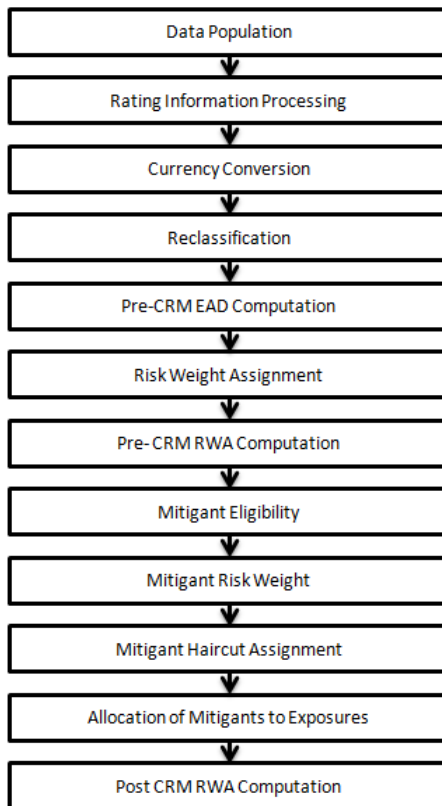 Data Population
Rating Information Processing
Currency Conversion
Reclassification
Pre-CRM EAD Computation
Risk Weight Assignment
Pre- CRM RWA Computation
Mitigant Eligibility
Mitigant Risk Weight
Mitigant Haircut Assignment
Allocation of Mitigants to Exposures
Post CRM RWA Computation